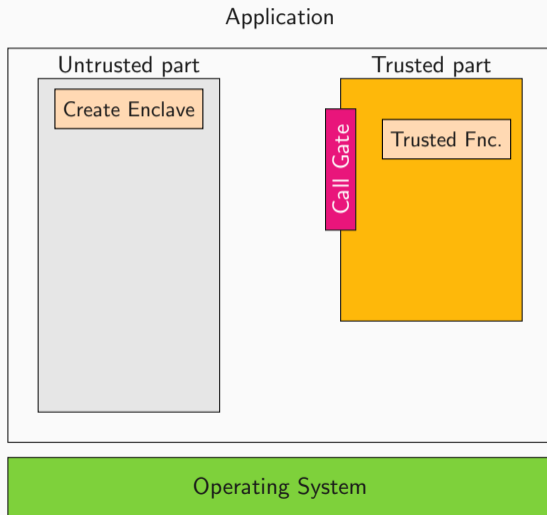 Application
Untrusted part
Trusted part
Create Enclave
Call Gate
Trusted Fnc.
Operating System